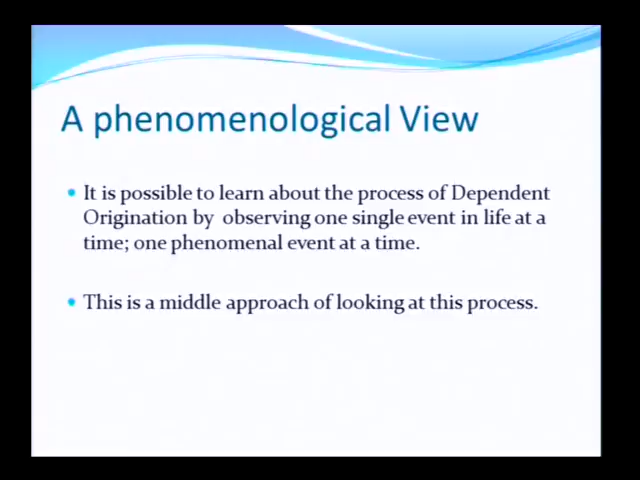 A phenomenological View
It is possible to learn about the process of Dependent
Origination by observing one single event in life at a
time; one phenomenal event at a time.
This is a middle approach of looking at this process.